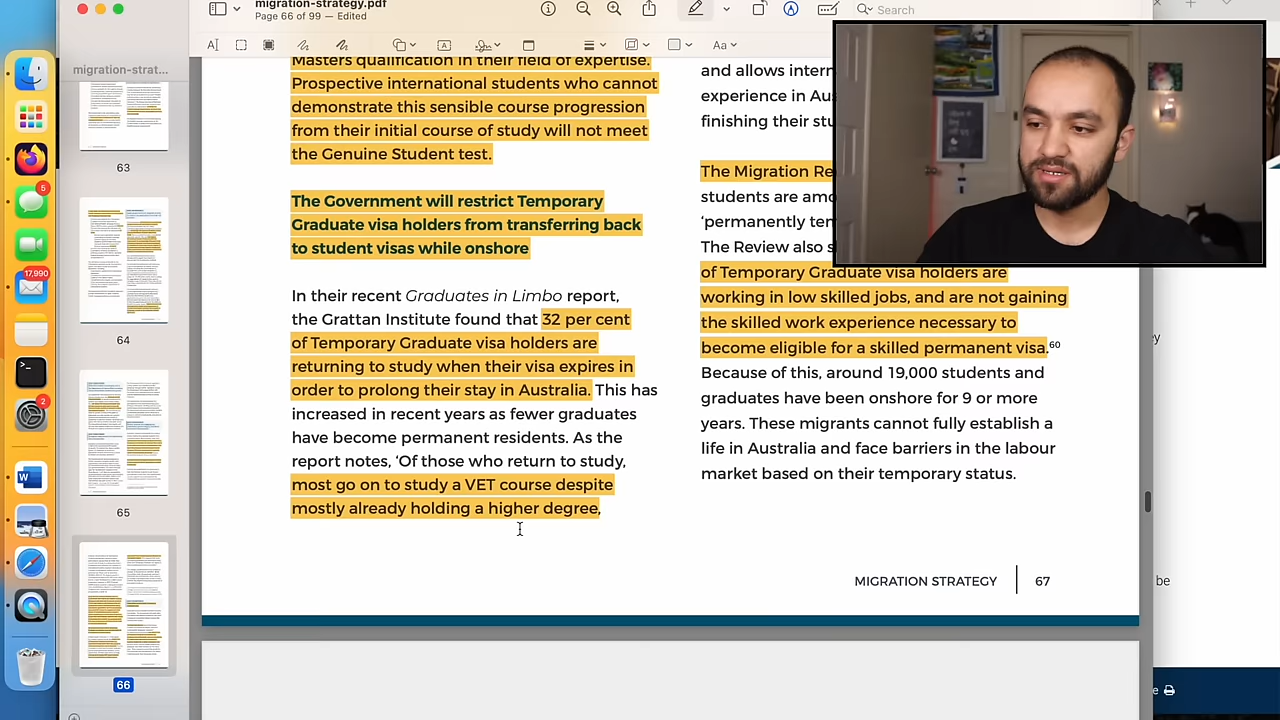 migration-strategy.pdf
Page 66 of 99 — Edited
Search
Aa
migration-strat...
63
64
65
66
5
17,990
2
Masters qualification in their field of expertise.
Prospective international students who cannot
demonstrate this sensible course progression
from their initial course of study will not meet
the Genuine Student test.
The Government will restrict Temporary
Graduate visa holders from transferring back
to student visas while onshore
In their recent Graduates in Limbo report,
the Grattan Institute found that 32 per cent
of Temporary Graduate visa holders are
returning to study when their visa expires in
order to prolong their stay in Australia. This has
increased in recent years as fewer graduates
have become permanent residents. As the
report notes ‘Of those who return to study,
most go on to study a VET course despite
mostly already holding a higher degree,
and allows intern
experience in Au
finishing their stu
The Migration Re
students are amo
‘permanently ten
The Review also s
of Temporary Graduate visa holders are
working in low skilled jobs, and are not gaining
the skilled work experience necessary to
become eligible for a skilled permanent visa.⁶⁰
Because of this, around 19,000 students and
graduates have been onshore for 9 or more
years. These migrants cannot fully establish a
life in Australia and face barriers in the labour
market based on their temporary status.
MIGRATION STRATEGY 67
ey
be
e